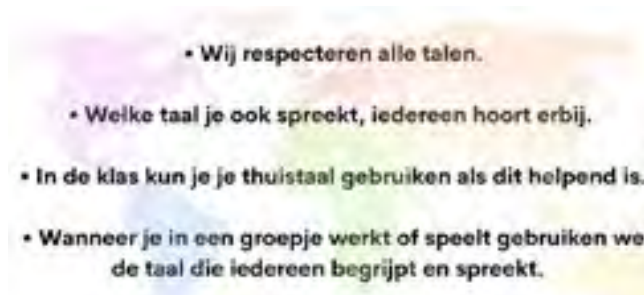 • Wij respecteren alle talen.
• Welke taal je ook spreekt, iedereen hoort erbij.
• In de klas kun je je thuistaal gebruiken als dit helpend is.
• Wanneer je in een groepje werkt of speelt gebruiken we
de taal die iedereen begrijpt en spreekt.